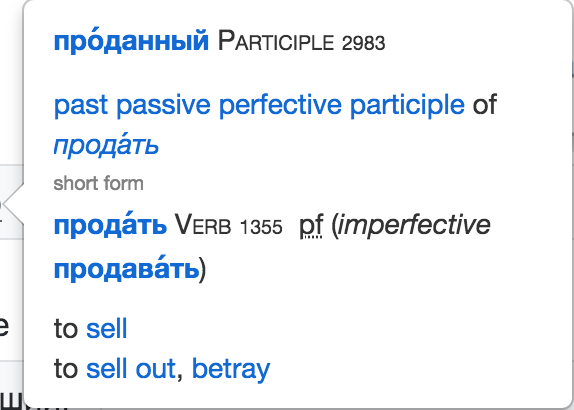 про́данный Participle 2983
past passive perfective participle of
прода́ть
short form
прода́ть Verb 1355 pf (imperfective
продава́ть)
to sell
to sell out, betray
е